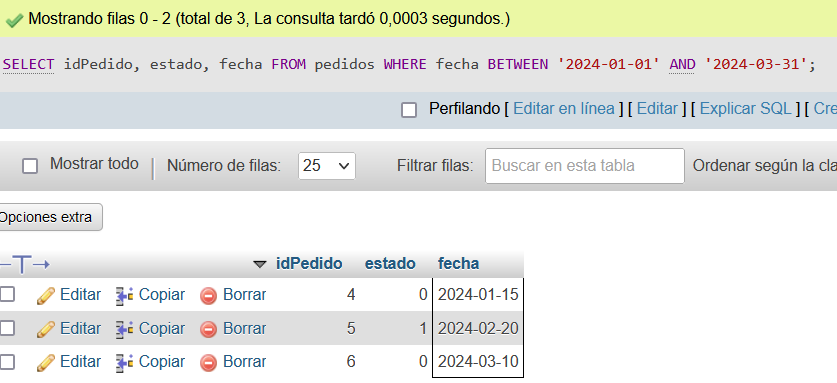 Mostrando filas 0 - 2 (total de 3, La consulta tardó 0,0003 segundos.)
SELECT idPedido, estado, fecha FROM pedidos WHERE fecha BETWEEN '2024-01-01' AND '2024-03-31';
Perfilando [ Editar en línea ] [ Editar ] [ Explicar SQL ] [ Cre
Mostrar todo | Número de filas: 25 Filtrar filas: Buscar en esta tabla Ordenar según la cla
Opciones extra
←T→ idPedido estado fecha
Editar Copiar Borrar 4 0 2024-01-15
Editar Copiar Borrar 5 1 2024-02-20
Editar Copiar Borrar 6 0 2024-03-10